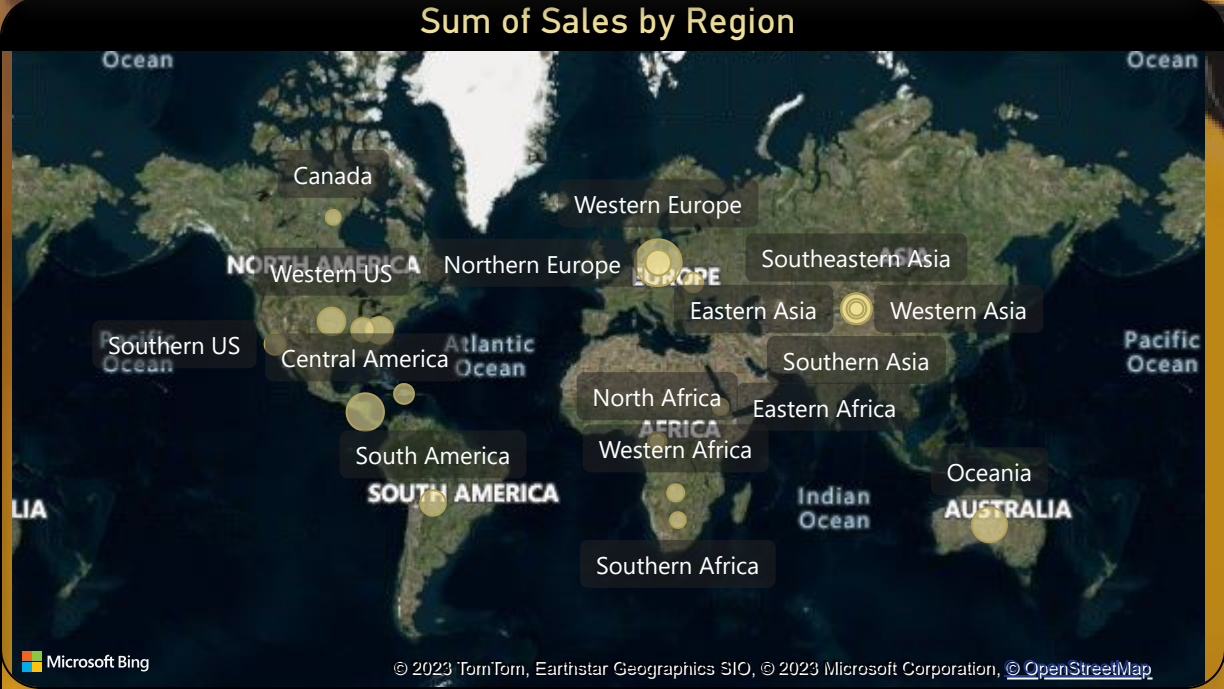 Sum of Sales by Region
Ocean
Ocean
Canada
Western Europe
NORTH AMERICA
Western US
Northern Europe
EUROPE
Southeastern Asia
ASIA
Eastern Asia
Western Asia
Pacific
Ocean
Southern US
Central America
Atlantic
Ocean
Southern Asia
Pacific
Ocean
North Africa
Eastern Africa
AFRICA
Western Africa
South America
SOUTH AMERICA
Oceania
AUSTRALIA
LIA
Indian
Ocean
Southern Africa
Microsoft Bing
© 2023 TomTom, Earthstar Geographics SIO, © 2023 Microsoft Corporation, © OpenStreetMap